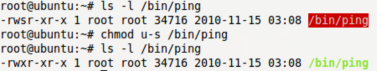 root@ubuntu:~# ls -l /bin/ping
-rwsr-xr-x 1 root root 34716 2010-11-15 03:08 /bin/ping
root@ubuntu:~# chmod u-s /bin/ping
root@ubuntu:~# ls -l /bin/ping
-rwxr-xr-x 1 root root 34716 2010-11-15 03:08 /bin/ping